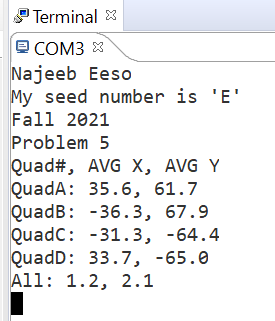 Terminal
COM3
Najeeb Eeso
My seed number is 'E'
Fall 2021
Problem 5
Quad#, AVG X, AVG Y
QuadA: 35.6, 61.7
QuadB: -36.3, 67.9
QuadC: -31.3, -64.4
QuadD: 33.7, -65.0
All: 1.2, 2.1